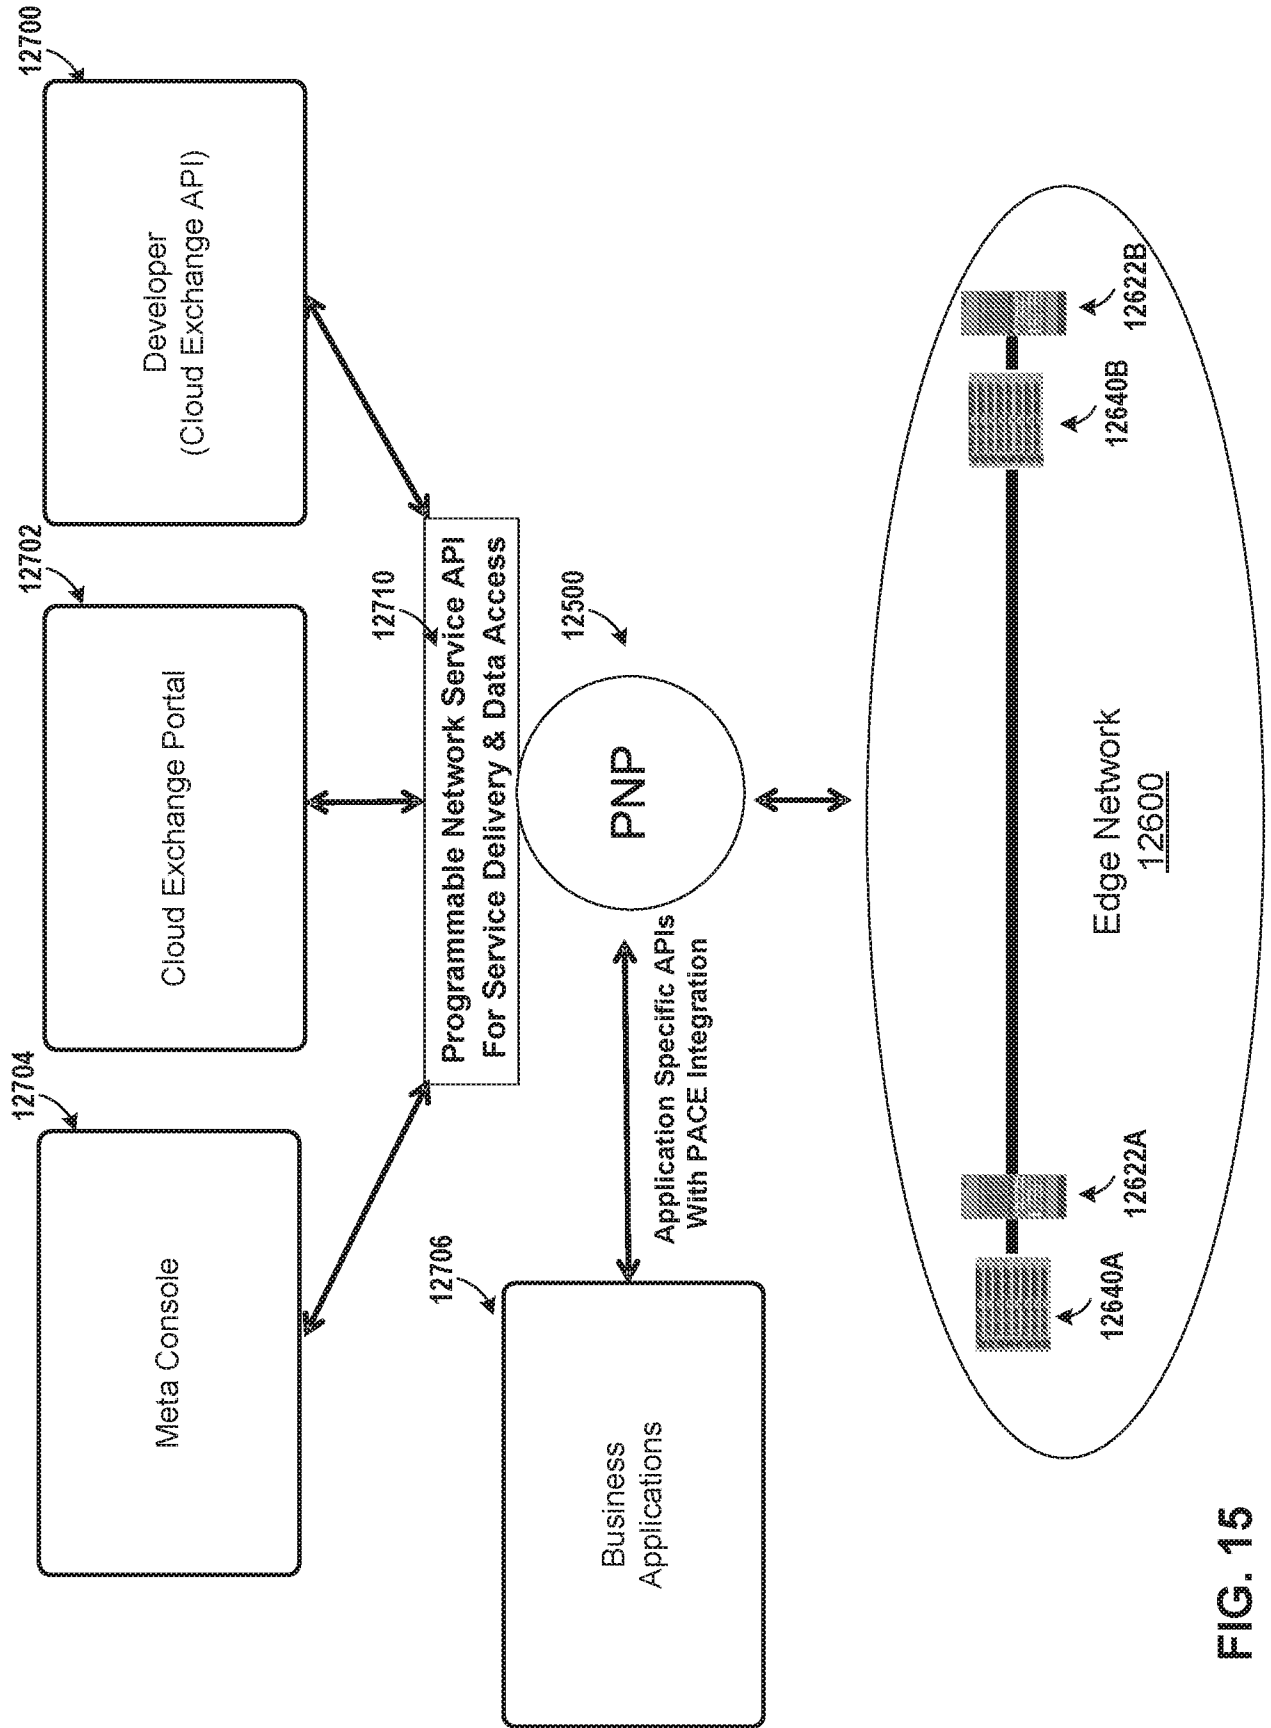 12704
12702
12700
Meta Console
Cloud Exchange Portal
Developer
(Cloud Exchange API)
12710
Programmable Network Service API
For Service Delivery & Data Access
12706
12500
Business
Applications
PNP
Application Specific APIs
With PACE Integration
12640A
12622A
12640B
12622B
Edge Network
12600
FIG. 15